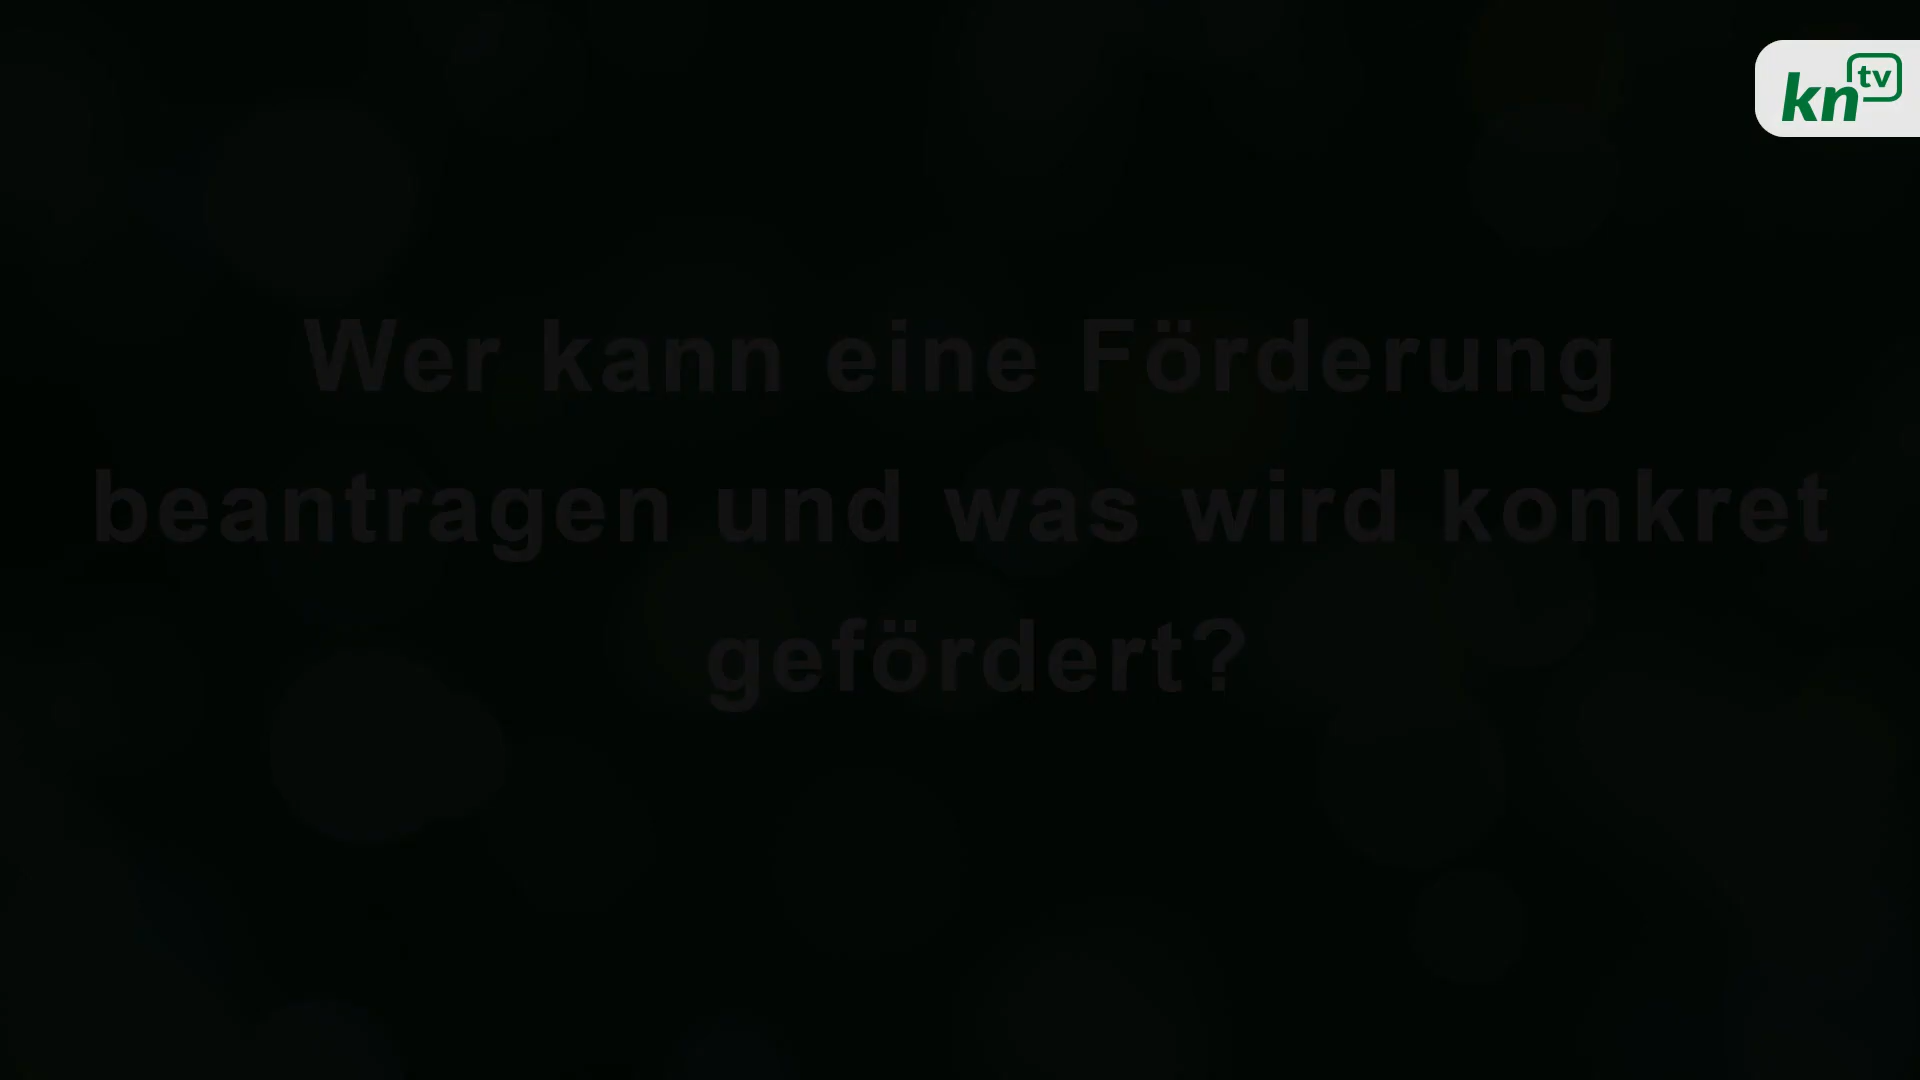 kn tv
Wer kann eine Förderung
beantragen und was wird konkret
gefördert?